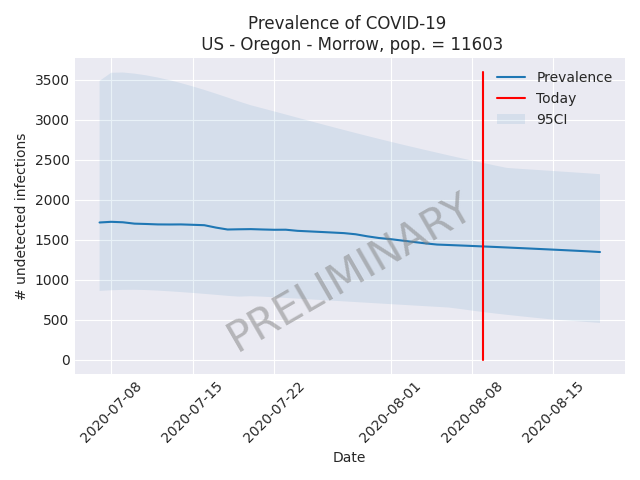 Prevalence of COVID-19
US - Oregon - Morrow, pop. = 11603
Prevalence
Today
95CI
# undetected infections
3500
3000
2500
2000
1500
1000
500
0
PRELIMINARY
2020-07-08
2020-07-15
2020-07-22
2020-08-01
2020-08-08
2020-08-15
Date